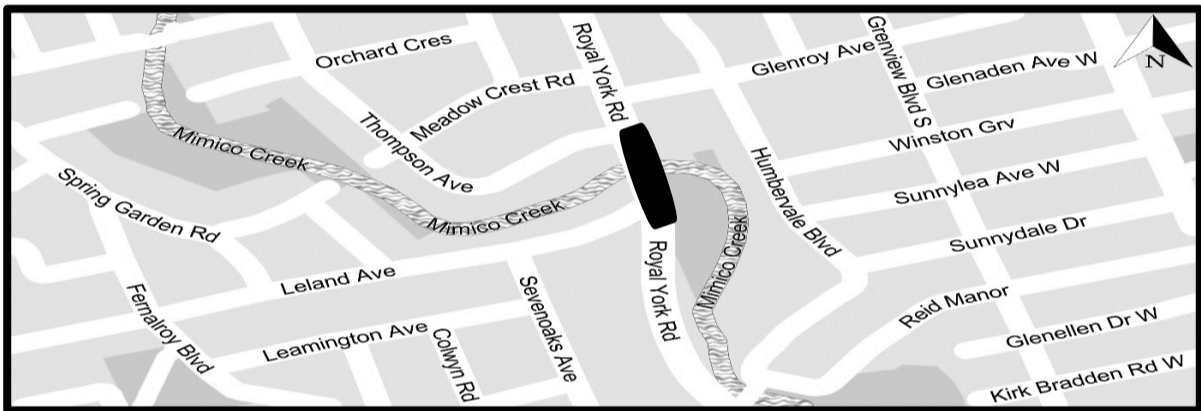 Orchard Cres
Royal York Rd
Glenroy Ave
Grenview Blvd S
Glenaden Ave W
N
Meadow Crest Rd
Thompson Ave
Mimico Creek
Winston Grv
Humbervale Blvd
Sunnylea Ave W
Spring Garden Rd
Mimico Creek
Sunnydale Dr
Mimico Creek
Royal York Rd
Leland Ave
Sevenoaks Ave
Reid Manor
Fernalroy Blvd
Leamington Ave
Colwyn Rd
Glenellen Dr W
Kirk Bradden Rd W